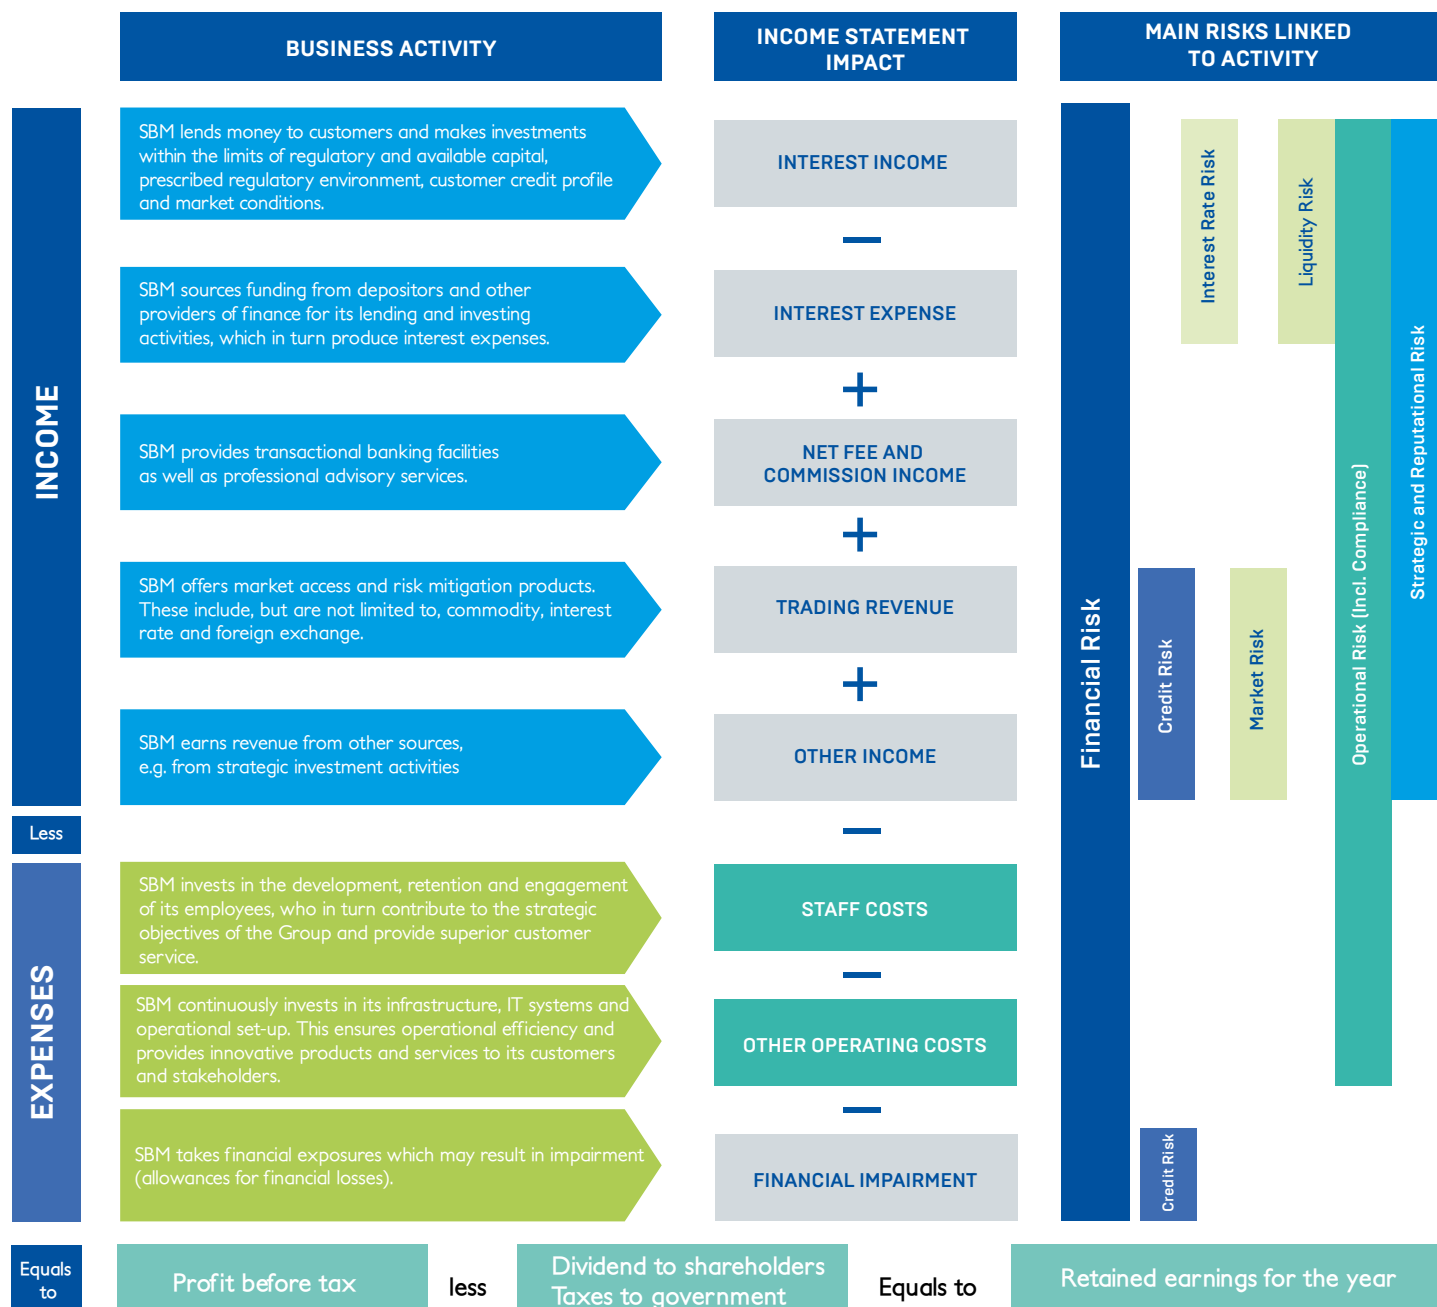 BUSINESS ACTIVITY
INCOME STATEMENT
IMPACT
MAIN RISKS LINKED
TO ACTIVITY
INCOME
SBM lends money to customers and makes investments
within the limits of regulatory and available capital,
prescribed regulatory environment, customer credit profile
and market conditions.
INTEREST INCOME
—
SBM sources funding from depositors and other
providers of finance for its lending and investing
activities, which in turn produce interest expenses.
INTEREST EXPENSE
+
SBM provides transactional banking facilities
as well as professional advisory services.
NET FEE AND
COMMISSION INCOME
+
SBM offers market access and risk mitigation products.
These include, but are not limited to, commodity, interest
rate and foreign exchange.
TRADING REVENUE
+
SBM earns revenue from other sources,
e.g. from strategic investment activities
OTHER INCOME
Less
—
EXPENSES
SBM invests in the development, retention and engagement
of its employees, who in turn contribute to the strategic
objectives of the Group and provide superior customer
service.
STAFF COSTS
—
SBM continuously invests in its infrastructure, IT systems and
operational set-up. This ensures operational efficiency and
provides innovative products and services to its customers
and stakeholders.
OTHER OPERATING COSTS
—
SBM takes financial exposures which may result in impairment
(allowances for financial losses).
FINANCIAL IMPAIRMENT
Financial Risk
Interest Rate Risk
Liquidity Risk
Credit Risk
Market Risk
Operational Risk (Incl. Compliance)
Strategic and Reputational Risk
Credit Risk
Equals
to
Profit before tax
less
Dividend to shareholders
Taxes to government
Equals to
Retained earnings for the year